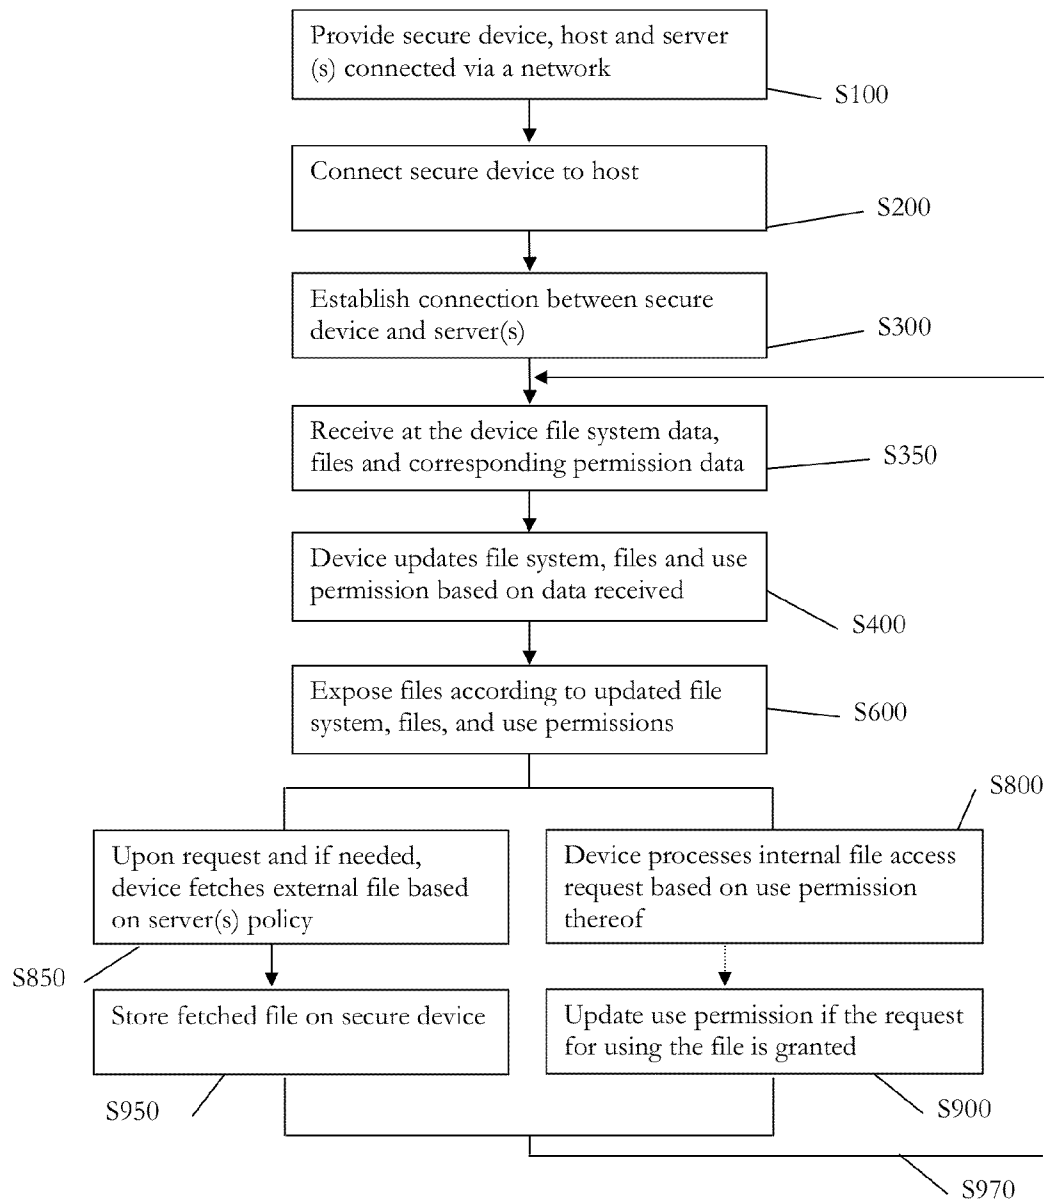 Provide secure device, host and server
(s) connected via a network
S100
Connect secure device to host
S200
Establish connection between secure
device and server(s)
S300
Receive at the device file system data,
files and corresponding permission data
S350
Device updates file system, files and use
permission based on data received
S400
Expose files according to updated file
system, files, and use permissions
S600
S800
Upon request and if needed,
device fetches external file based
on server(s) policy
S850
Device processes internal file access
request based on use permission
thereof
Store fetched file on secure device
S950
Update use permission if the request
for using the file is granted
S900
S970